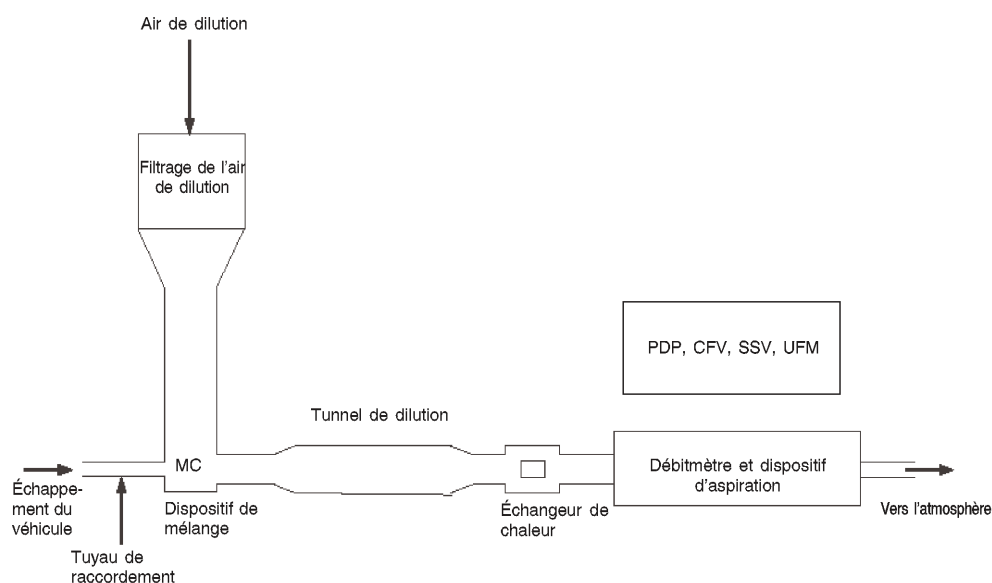 Air de dilution
Filtrage de l'air
de dilution
PDP, CFV, SSV, UFM
Tunnel de dilution
MC
Débitmètre et dispositif
d'aspiration
Échappe-
ment du
véhicule
Dispositif de
mélange
Échangeur de
chaleur
Vers l'atmosphère
Tuyau de
raccordement